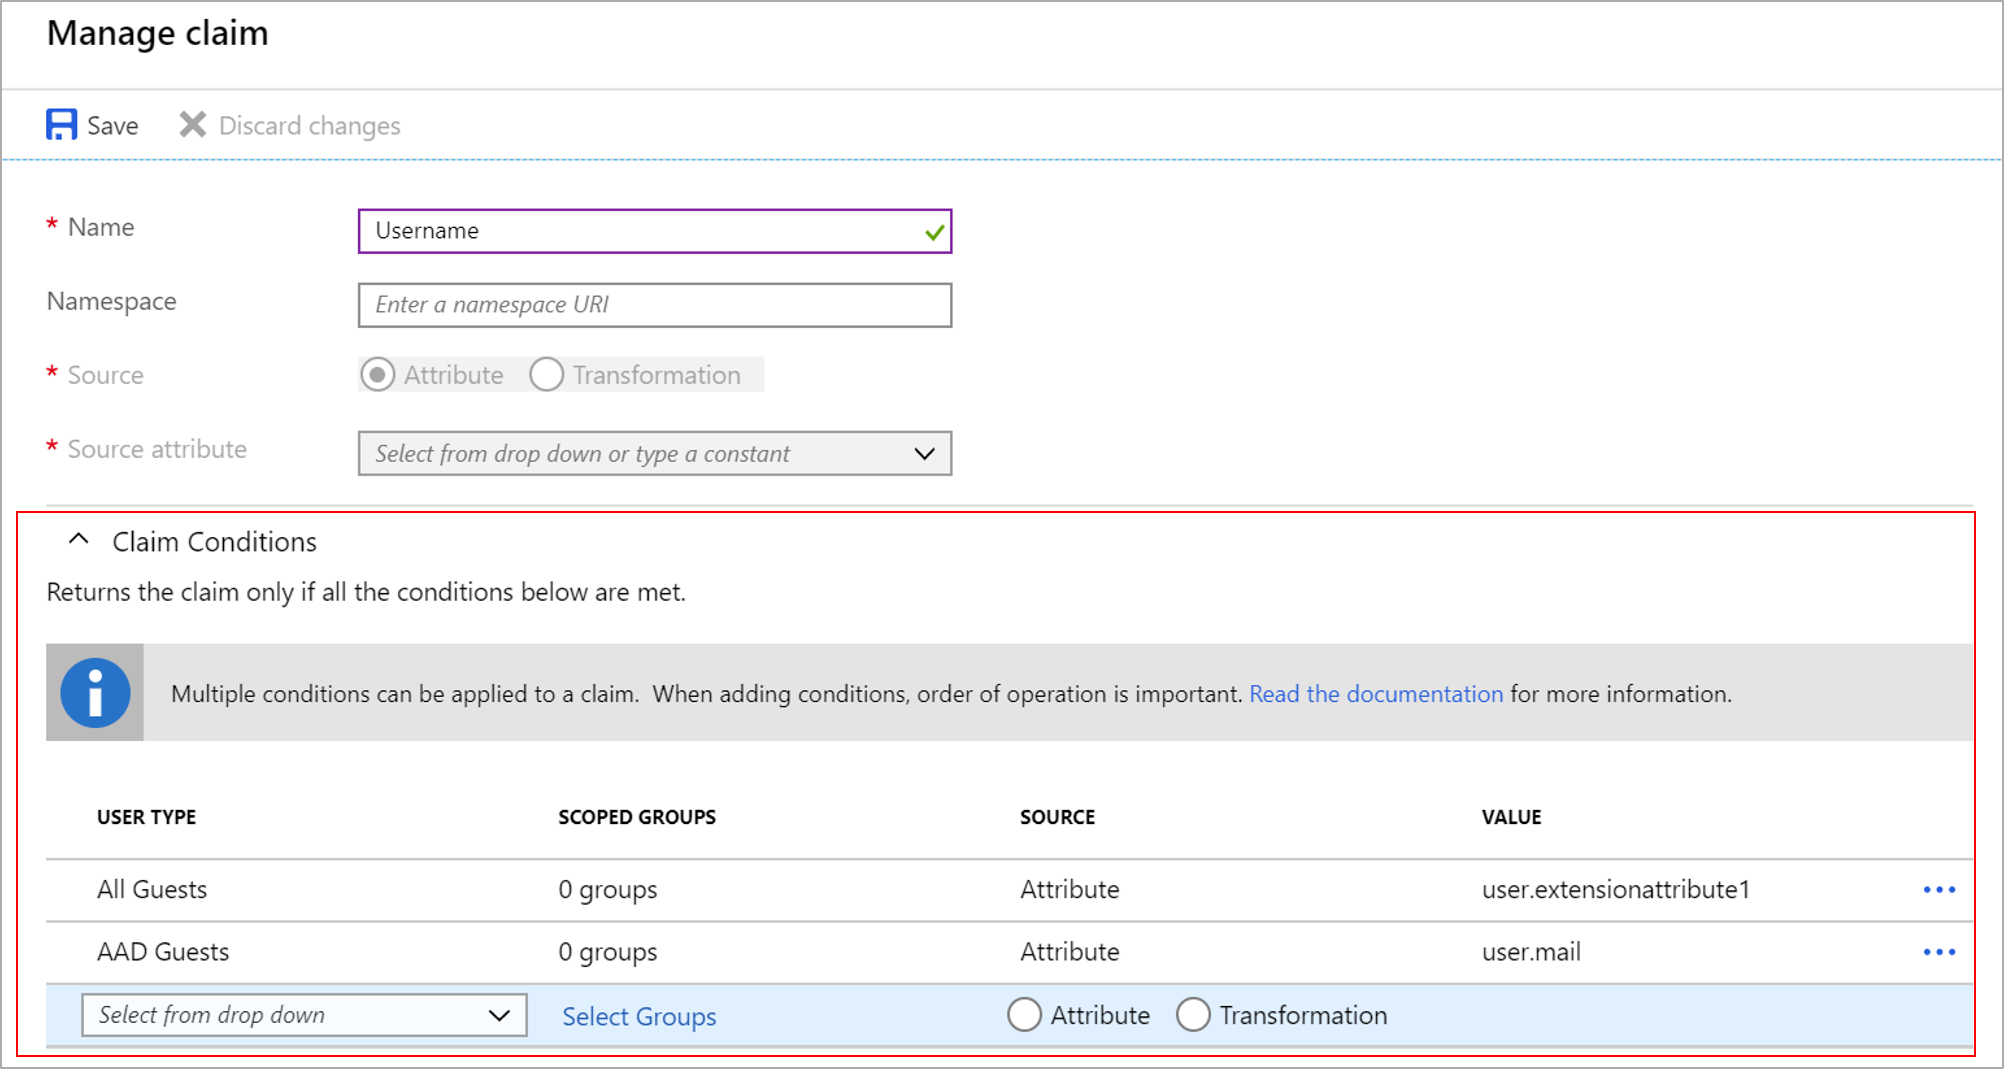 Manage claim
Save Discard changes
* Name Username
Namespace Enter a namespace URI
* Source Attribute Transformation
* Source attribute Select from drop down or type a constant
Claim Conditions
Returns the claim only if all the conditions below are met.
Multiple conditions can be applied to a claim.  When adding conditions, order of operation is important. Read the documentation for more information.
USER TYPE SCOPED GROUPS SOURCE VALUE
All Guests 0 groups Attribute user.extensionattribute1
AAD Guests 0 groups Attribute user.mail
Select from drop down Select Groups Attribute Transformation